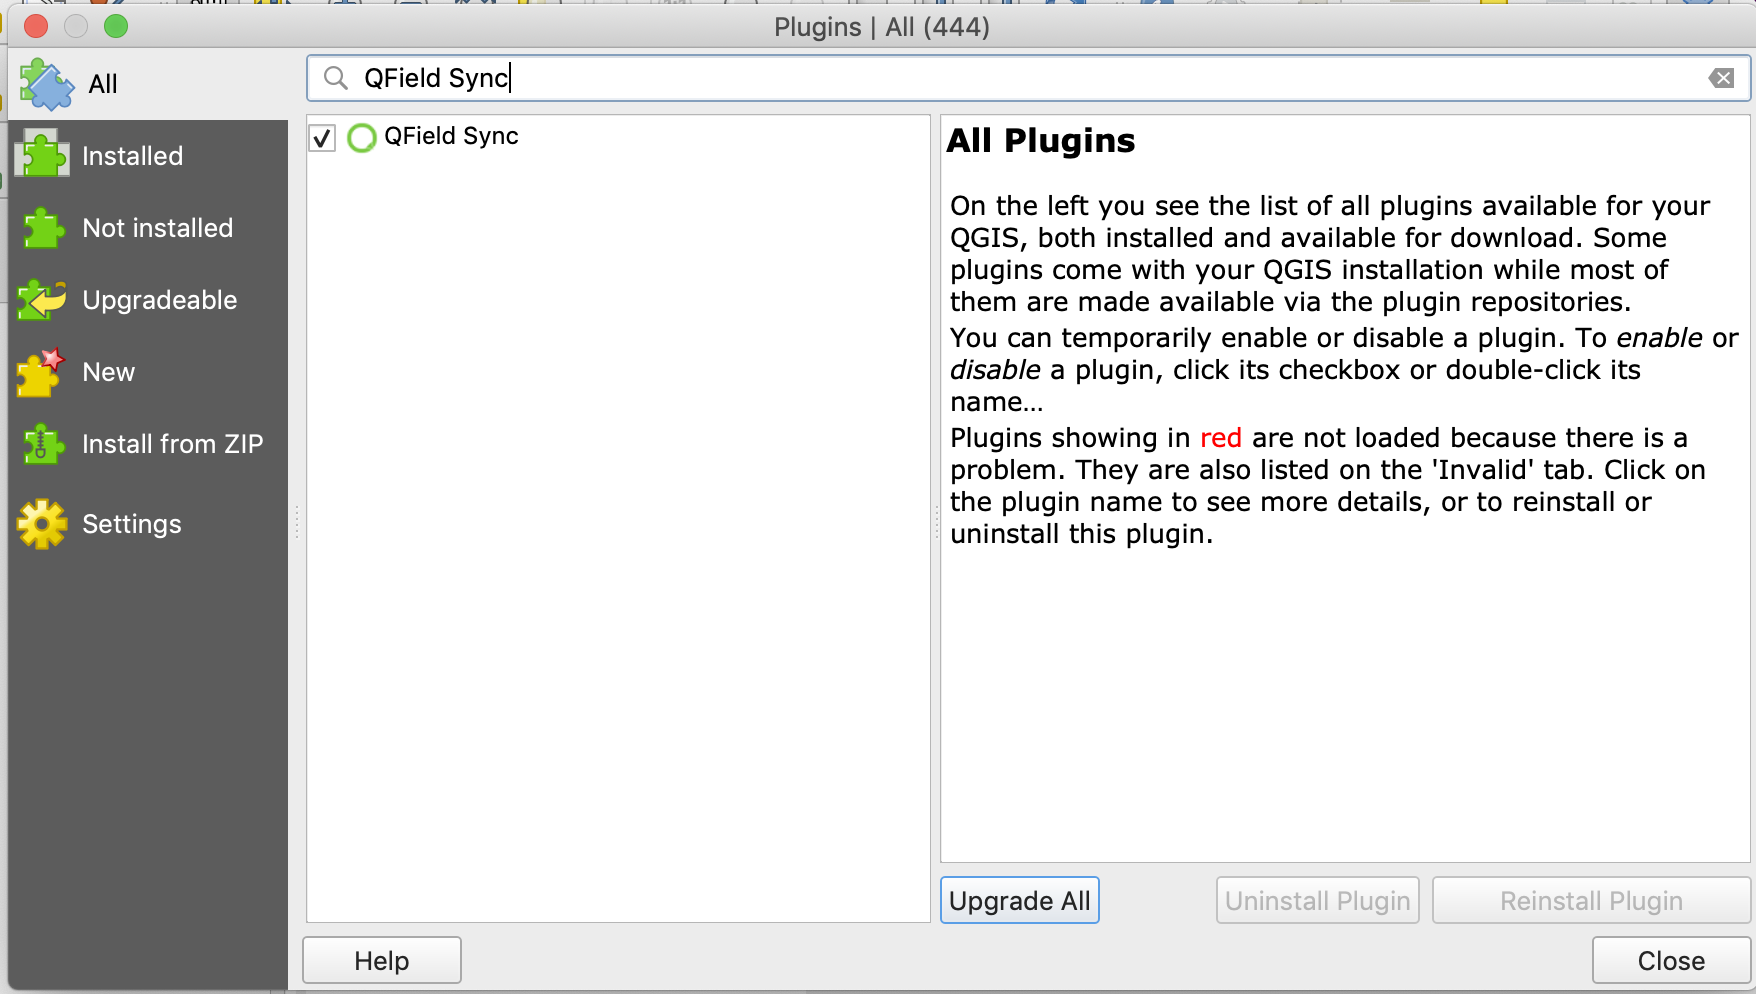 Plugins | All (444)
All
Installed
Not installed
Upgradeable
New
Install from ZIP
Settings
QField Sync
QField Sync
All Plugins
On the left you see the list of all plugins available for your
QGIS, both installed and available for download. Some
plugins come with your QGIS installation while most of
them are made available via the plugin repositories.
You can temporarily enable or disable a plugin. To enable or
disable a plugin, click its checkbox or double-click its
name...
Plugins showing in red are not loaded because there is a
problem. They are also listed on the 'Invalid' tab. Click on
the plugin name to see more details, or to reinstall or
uninstall this plugin.
Upgrade All
Uninstall Plugin
Reinstall Plugin
Help
Close